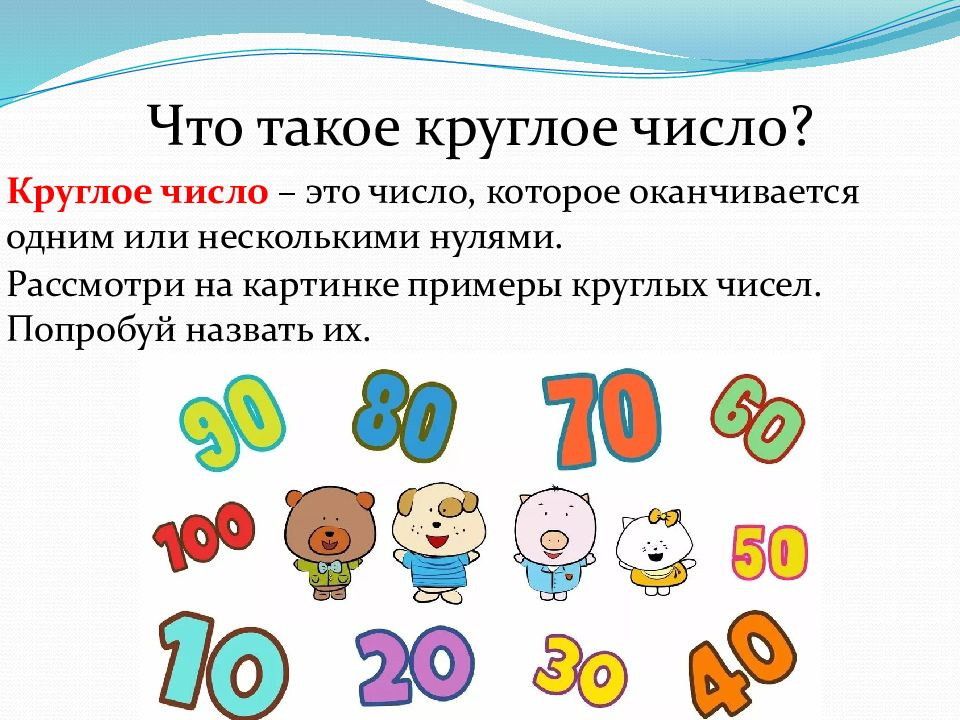 Что такое круглое число?
Круглое число – это число, которое оканчивается
одним или несколькими нулями.
Рассмотри на картинке примеры круглых чисел.
Попробуй назвать их.
90 80 70 60
100 50
10 20 30 40